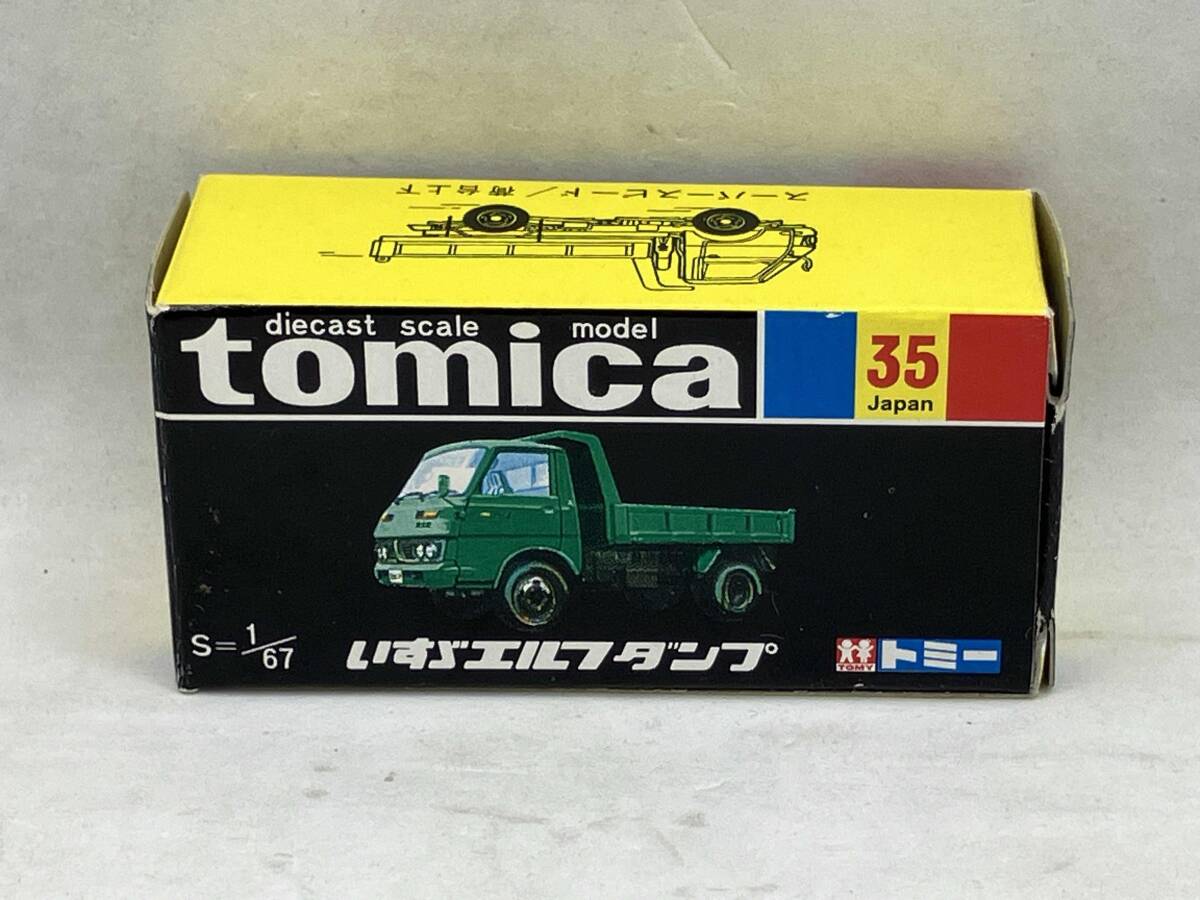 スーパースピード/荷台上下
diecast scale model
tomica
35
Japan
S=1/67
いすゞエルフダンプ
TOMY
トミー